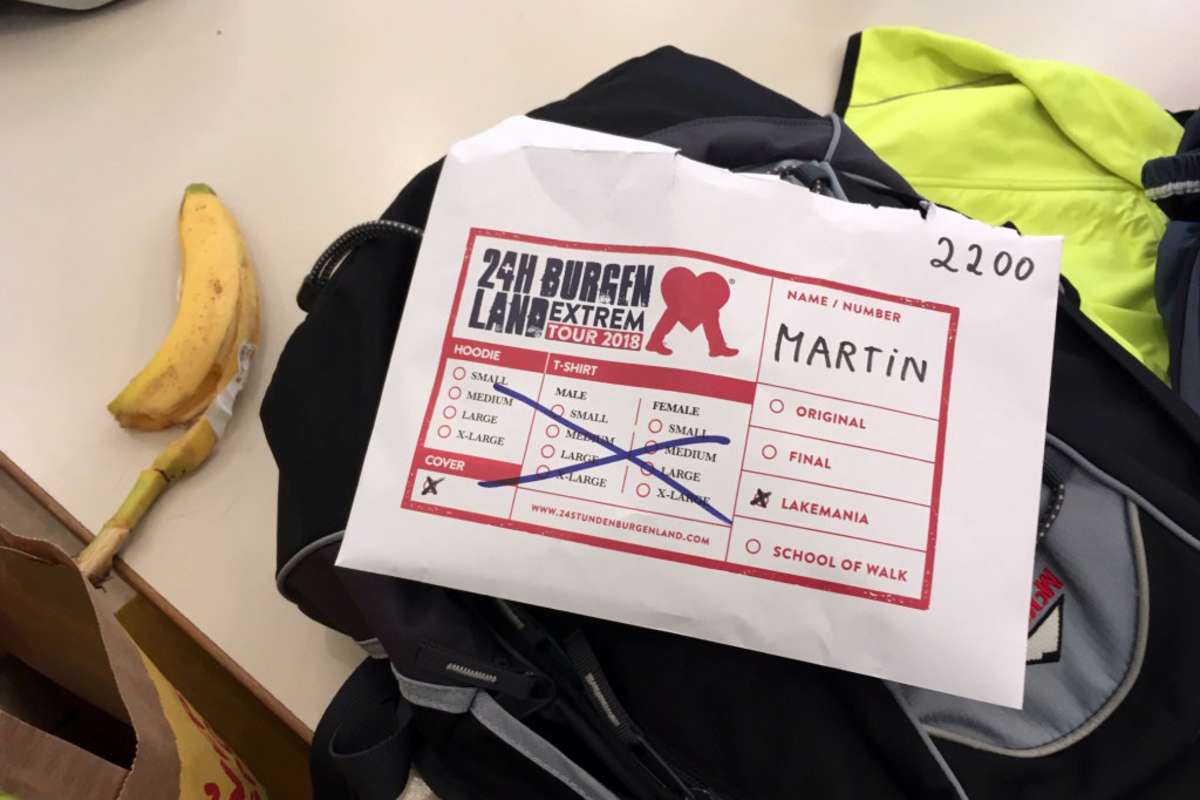 2200
24H BURGEN
LAND EXTREM
TOUR 2018
®
NAME / NUMBER
MARTIN
HOODIE
SMALL
MEDIUM
LARGE
X-LARGE
T-SHIRT
MALE
SMALL
MEDIUM
LARGE
X-LARGE
FEMALE
SMALL
MEDIUM
LARGE
X-LARGE
COVER
WWW.24STUNDENBURGENLAND.COM
ORIGINAL
FINAL
LAKEMANIA
SCHOOL OF WALK